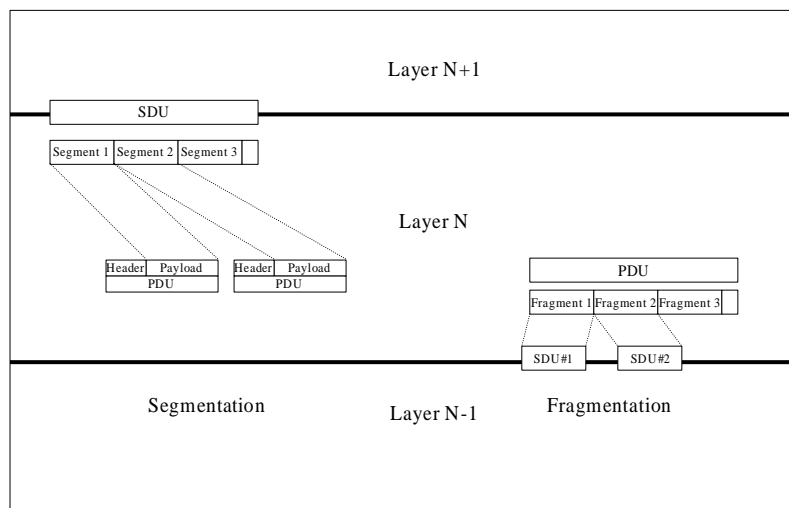 Layer N+1
SDU
Segment 1 Segment 2 Segment 3
Layer N
Header Payload Header Payload
PDU PDU
PDU
Fragment 1 Fragment 2 Fragment 3
SDU#1 SDU#2
Segmentation Fragmentation
Layer N-1